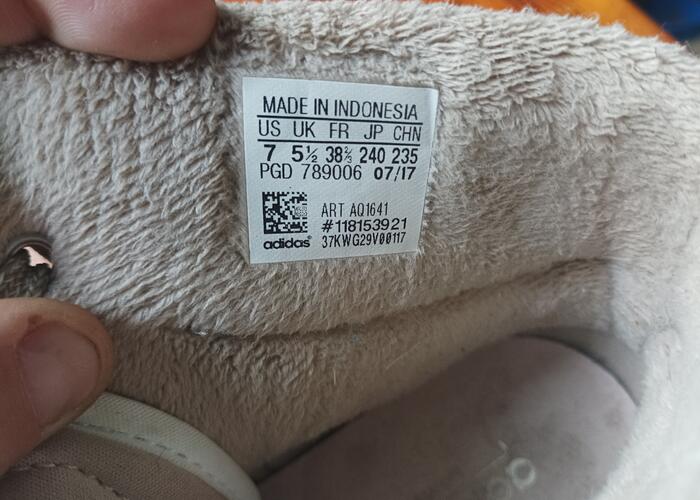 MADE IN INDONESIA
US UK FR JP CHN
7 5½ 38⅔ 240 235
PGD 789006 07/17
ART AQ1641
#118153921
adidas® 37KWG29V00117